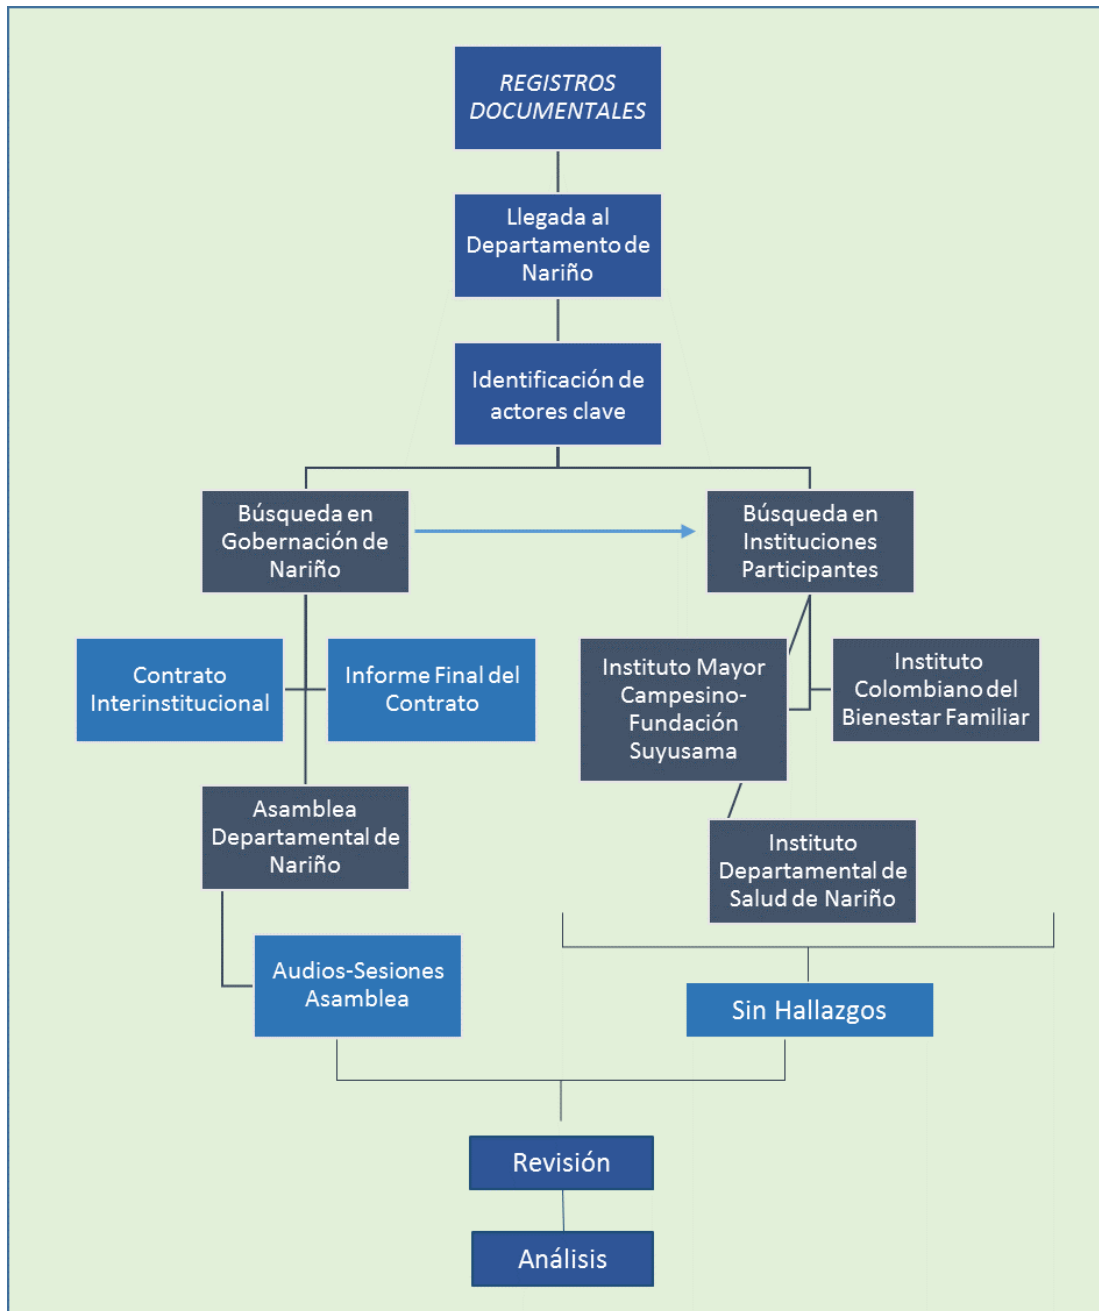 REGISTROS
DOCUMENTALES
Llegada al
Departamento de
Nariño
Identificación de
actores clave
Búsqueda en
Gobernación de
Nariño
Búsqueda en
Instituciones
Participantes
Contrato
Interinstitucional
Informe Final del
Contrato
Instituto Mayor
Campesino-
Fundación
Suyusama
Instituto
Colombiano del
Bienestar Familiar
Asamblea
Departamental de
Nariño
Instituto
Departamental de
Salud de Nariño
Audios-Sesiones
Asamblea
Sin Hallazgos
Revisión
Análisis